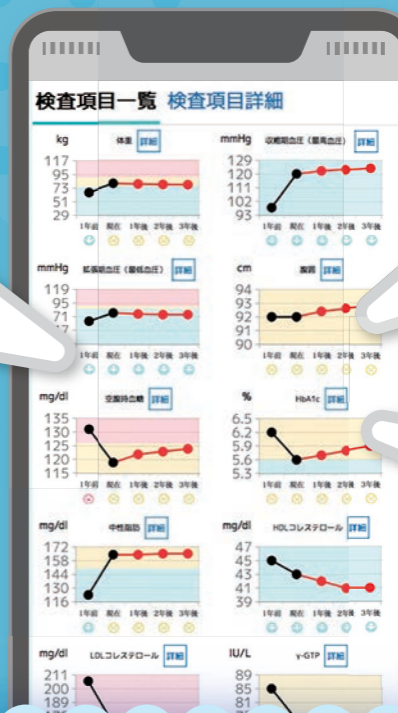 検査項目一覧 検査項目詳細
kg 体重 詳細
117
95
73
51
29
1年前 現在 1年後 2年後 3年後
mmHg 収縮期血圧（最高血圧） 詳細
129
120
111
102
93
1年前 現在 1年後 2年後 3年後
mmHg 拡張期血圧（最低血圧） 詳細
119
95
71
1年前 現在 1年後 2年後 3年後
cm 腹囲 詳細
94
93
92
91
90
1年前 現在 1年後 2年後 3年後
mg/dl 空腹時血糖 詳細
135
130
125
120
115
1年前 現在 1年後 2年後 3年後
% HbA1c 詳細
6.5
6.2
5.9
5.6
5.3
1年前 現在 1年後 2年後 3年後
mg/dl 中性脂肪 詳細
172
158
144
130
116
1年前 現在 1年後 2年後 3年後
mg/dl HDLコレステロール 詳細
47
45
43
41
39
1年前 現在 1年後 2年後 3年後
mg/dl LDLコレステロール 詳細
211
200
189
IU/L γ-GTP 詳細
89
85
81